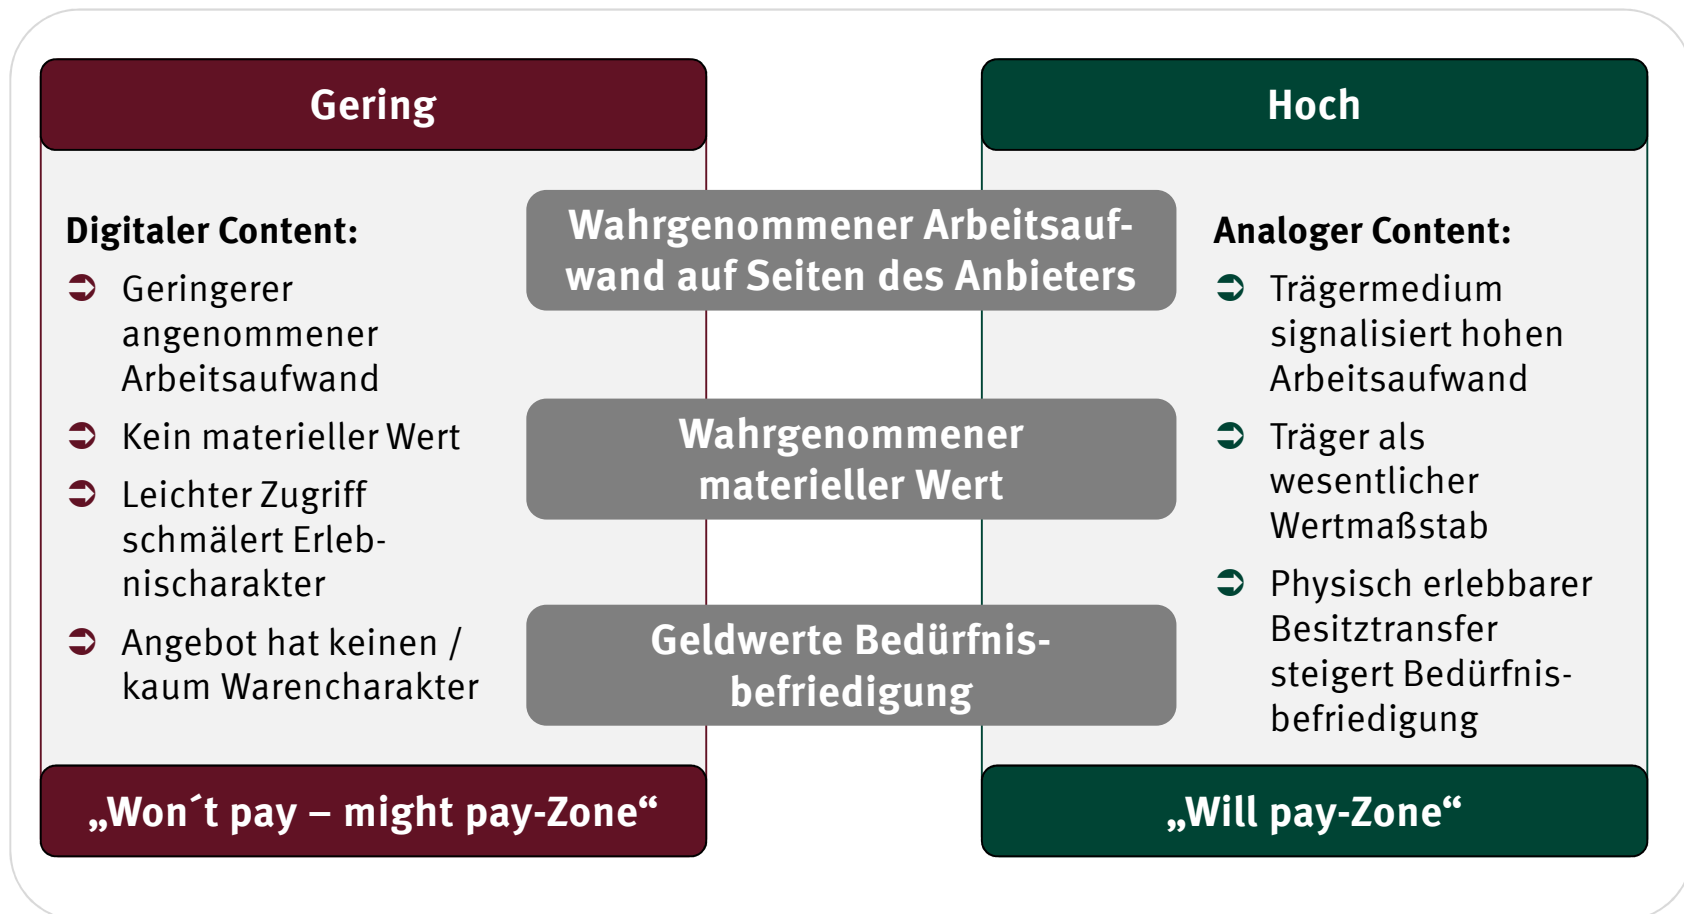 Gering
Digitaler Content:
Geringerer
angenommener
Arbeitsaufwand
Kein materieller Wert
Leichter Zugriff
schmälert Erleb-
nischarakter
Angebot hat keinen /
kaum Warencharakter
„Won´t pay – might pay-Zone“
Wahrgenommener Arbeitsauf-
wand auf Seiten des Anbieters
Wahrgenommener
materieller Wert
Geldwerte Bedürfnis-
befriedigung
Hoch
Analoger Content:
Trägermedium
signalisiert hohen
Arbeitsaufwand
Träger als
wesentlicher
Wertmaßstab
Physisch erlebbarer
Besitztransfer
steigert Bedürfnis-
befriedigung
„Will pay-Zone“